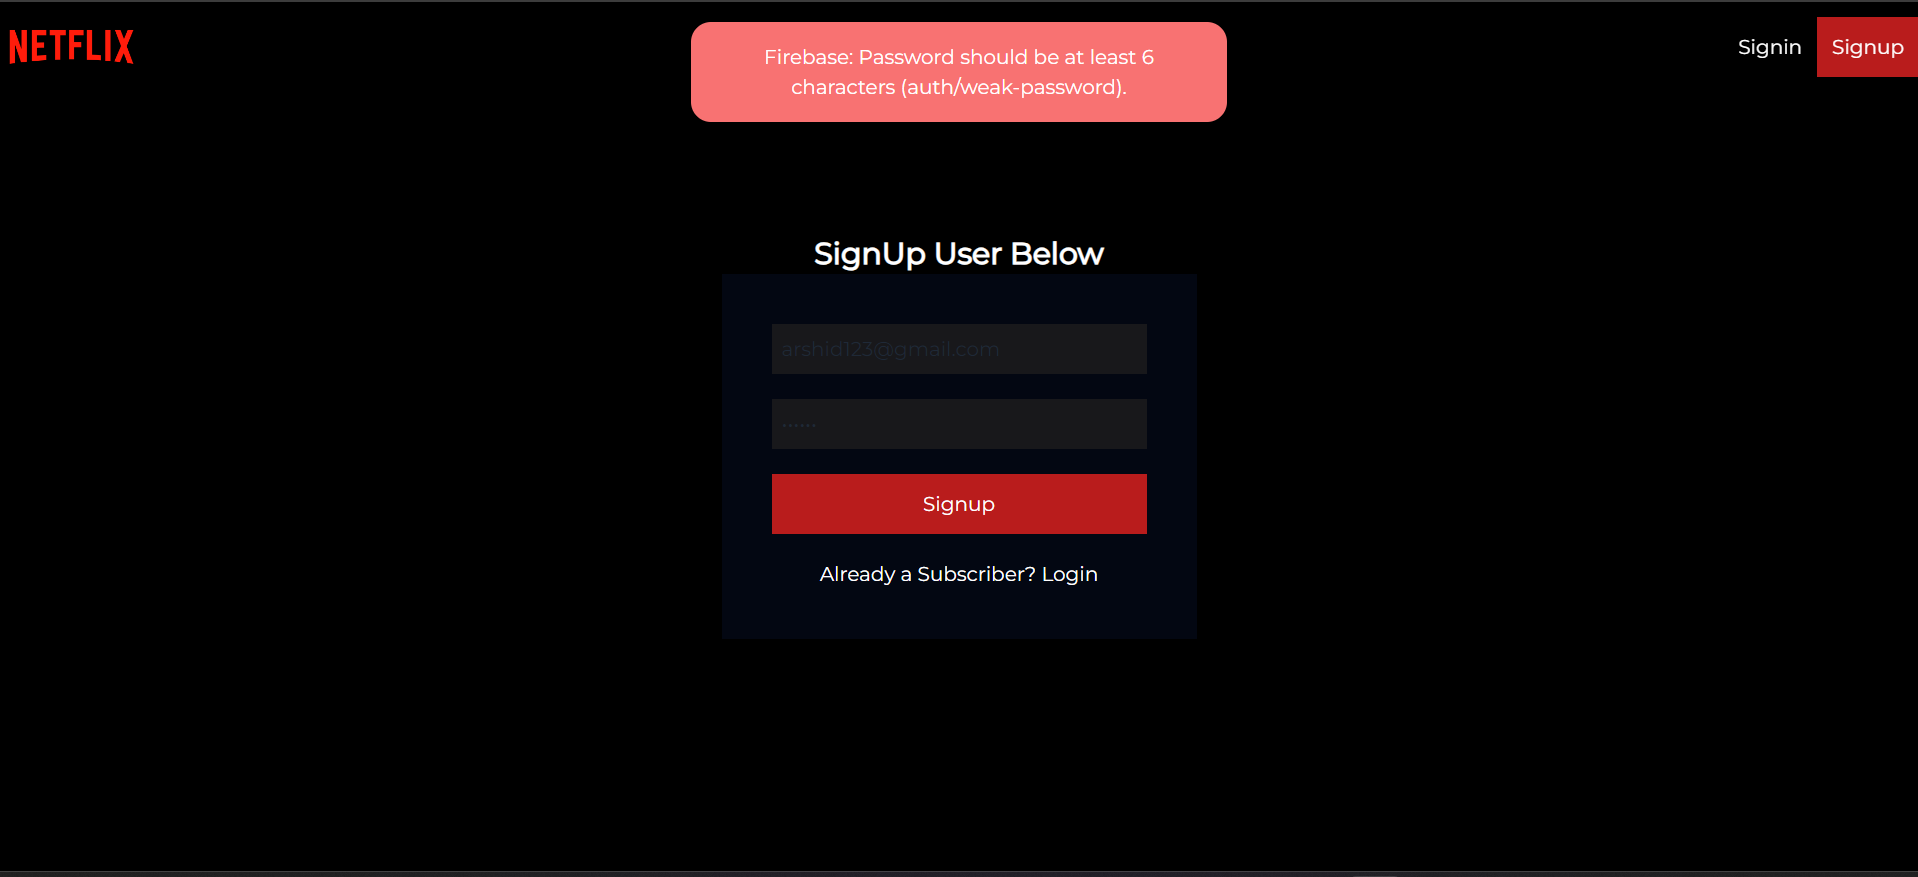 NETFLIX
Firebase: Password should be at least 6
characters (auth/weak-password).
Signin
Signup
SignUp User Below
arshid123@gmail.com
······
Signup
Already a Subscriber? Login